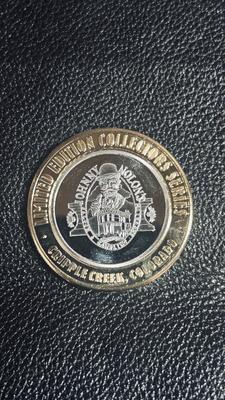 LIMITED EDITION COLLECTORS SERIES
JOHNNY NOLON'S
CRIPPLE CREEK, COLORADO